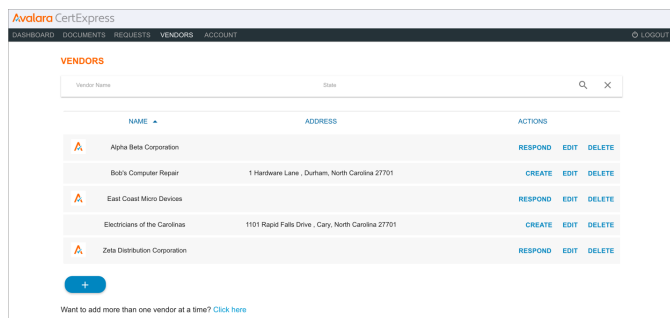 Avalara CertExpress
DASHBOARD DOCUMENTS REQUESTS VENDORS ACCOUNT LOGOUT
VENDORS
Vendor Name State
NAME ADDRESS ACTIONS
Alpha Beta Corporation RESPOND EDIT DELETE
Bob's Computer Repair 1 Hardware Lane , Durham, North Carolina 27701 CREATE EDIT DELETE
East Coast Micro Devices RESPOND EDIT DELETE
Electricians of the Carolinas 1101 Rapid Falls Drive , Cary, North Carolina 27701 CREATE EDIT DELETE
Zeta Distribution Corporation RESPOND EDIT DELETE
+
Want to add more than one vendor at a time? Click here